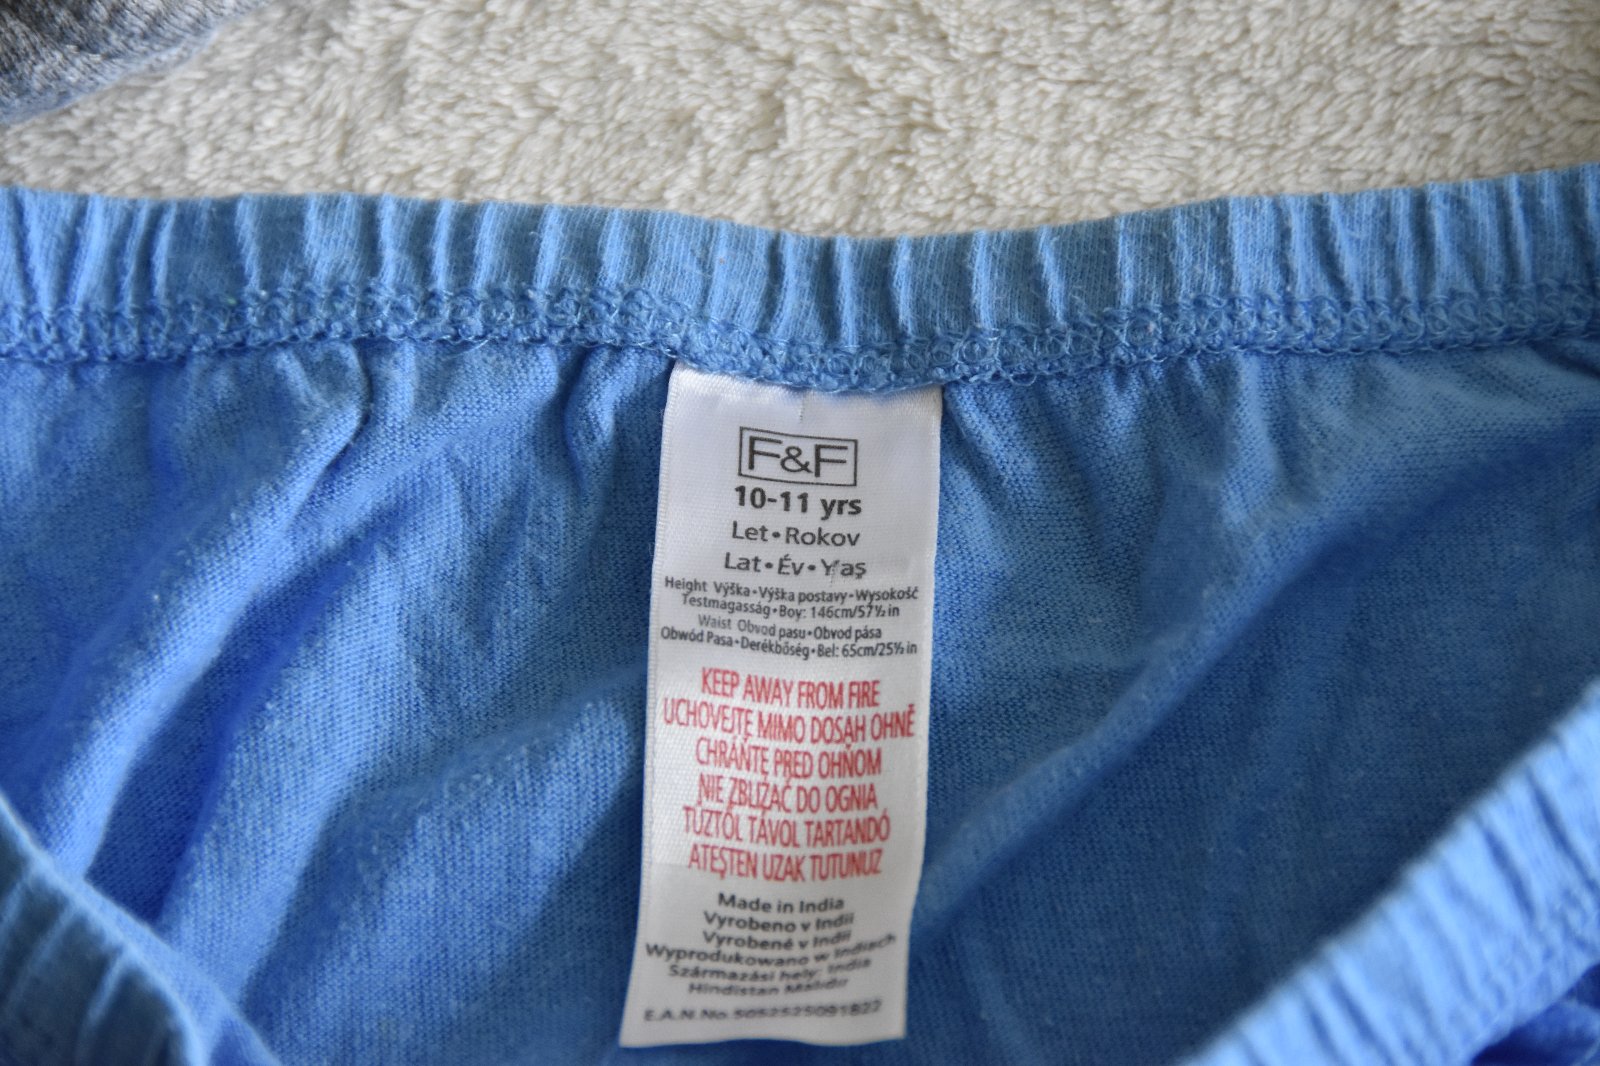 F&F
10-11 yrs
Let•Rokov
Lat•Év•Yaş
Height Výška•Výška postavy•Wysokość
Testmagasság•Boy: 146cm/57½ in
Waist Obvod pasu•Obvod pása
Obwód Pasa•Derékbőség•Bel: 65cm/25½ in
KEEP AWAY FROM FIRE
UCHOVEJTE MIMO DOSAH OHNĚ
CHRÁŇTE PRED OHŇOM
NIE ZBLIŻAĆ DO OGNIA
TŰZTŐL TÁVOL TARTANDÓ
ATEŞTEN UZAK TUTUNUZ
Made in India
Vyrobeno v Indii
Vyrobené v Indii
Wyprodukowano w Indiach
Származási hely: India
Hindistan Malıdır
E.A.N.No.5052525091822